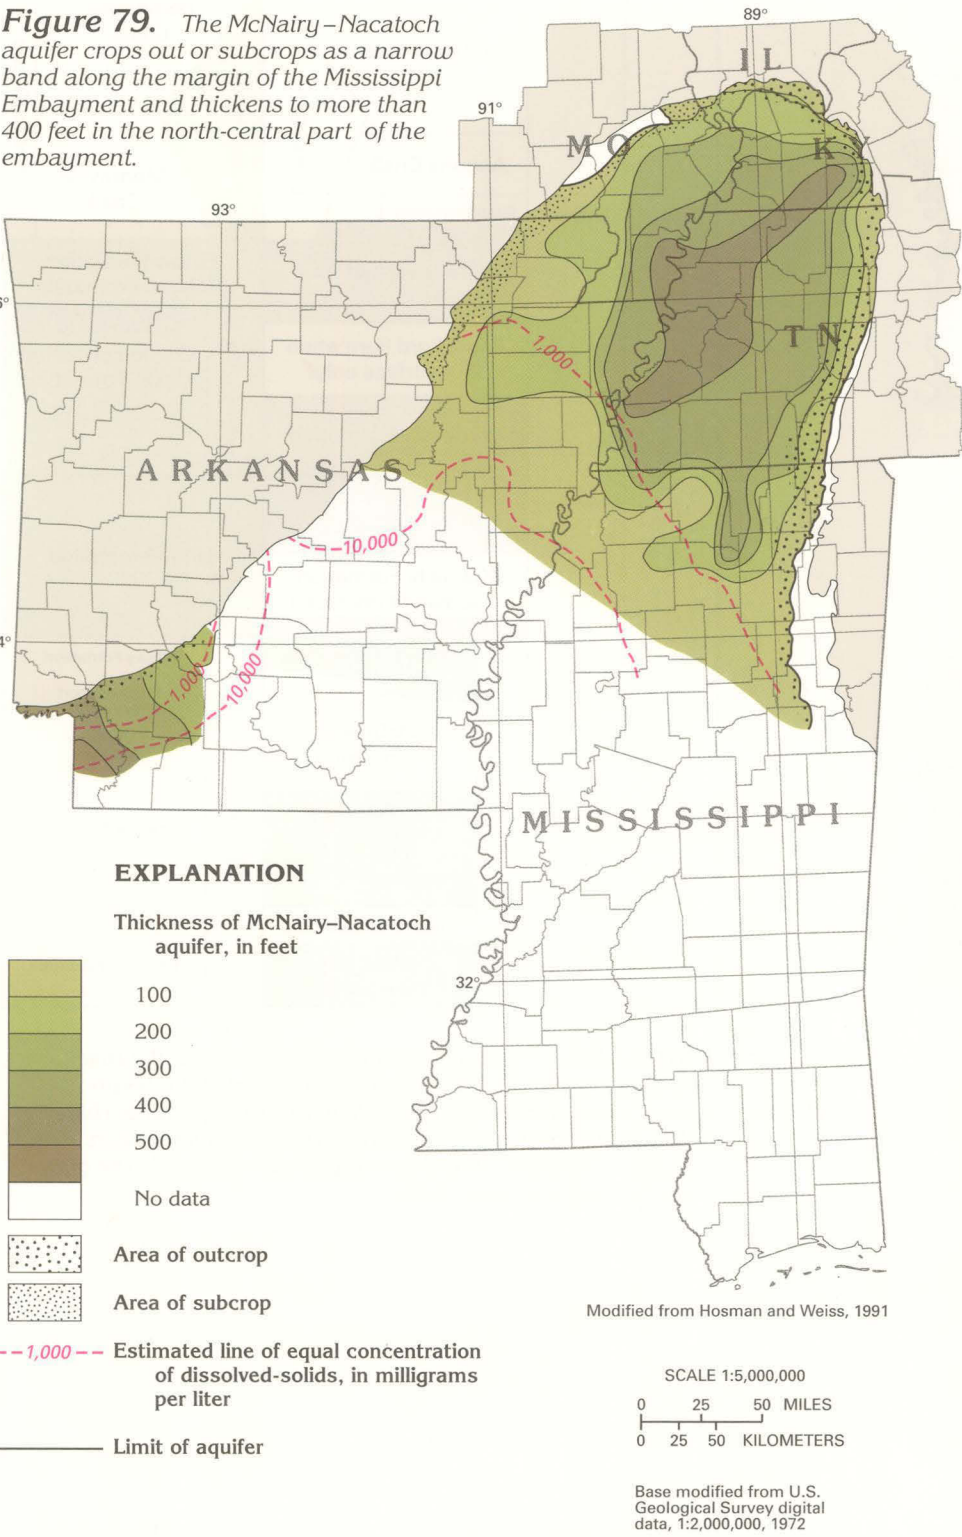 Figure 79. The McNairy–Nacatoch
aquifer crops out or subcrops as a narrow
band along the margin of the Mississippi
Embayment and thickens to more than
400 feet in the north-central part of the
embayment.
89°
IL
91°
MO
KY
93°
6°
TN
1,000
ARKANSAS
10,000
4°
1,000
10,000
MISSISSIPPI
EXPLANATION
Thickness of McNairy–Nacatoch
aquifer, in feet
32°
100
200
300
400
500
No data
Area of outcrop
Area of subcrop
1,000
Estimated line of equal concentration
of dissolved-solids, in milligrams
per liter
Limit of aquifer
Modified from Hosman and Weiss, 1991
SCALE 1:5,000,000
0 25 50 MILES
0 25 50 KILOMETERS
Base modified from U.S.
Geological Survey digital
data, 1:2,000,000, 1972